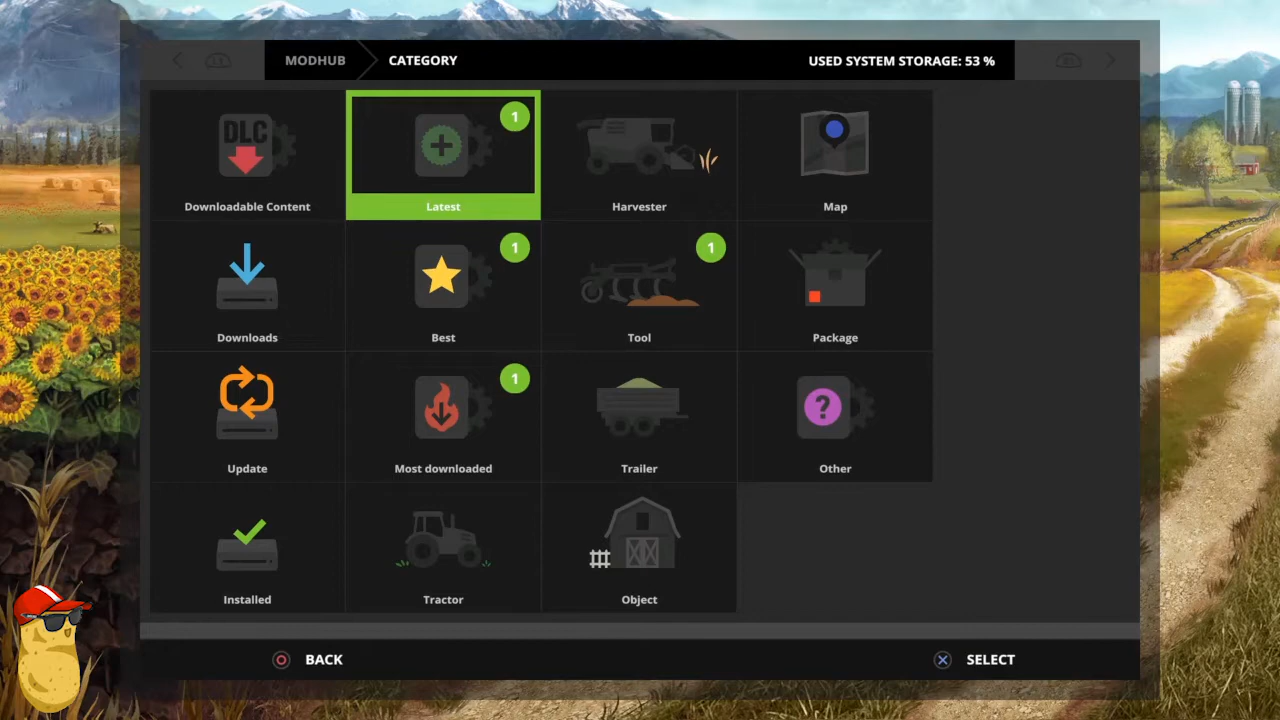 MODHUB
CATEGORY
USED SYSTEM STORAGE: 53 %
DLC
1
Downloadable Content
Latest
Harvester
Map
1
1
Downloads
Best
Tool
Package
1
?
Update
Most downloaded
Trailer
Other
Installed
Tractor
Object
BACK
SELECT